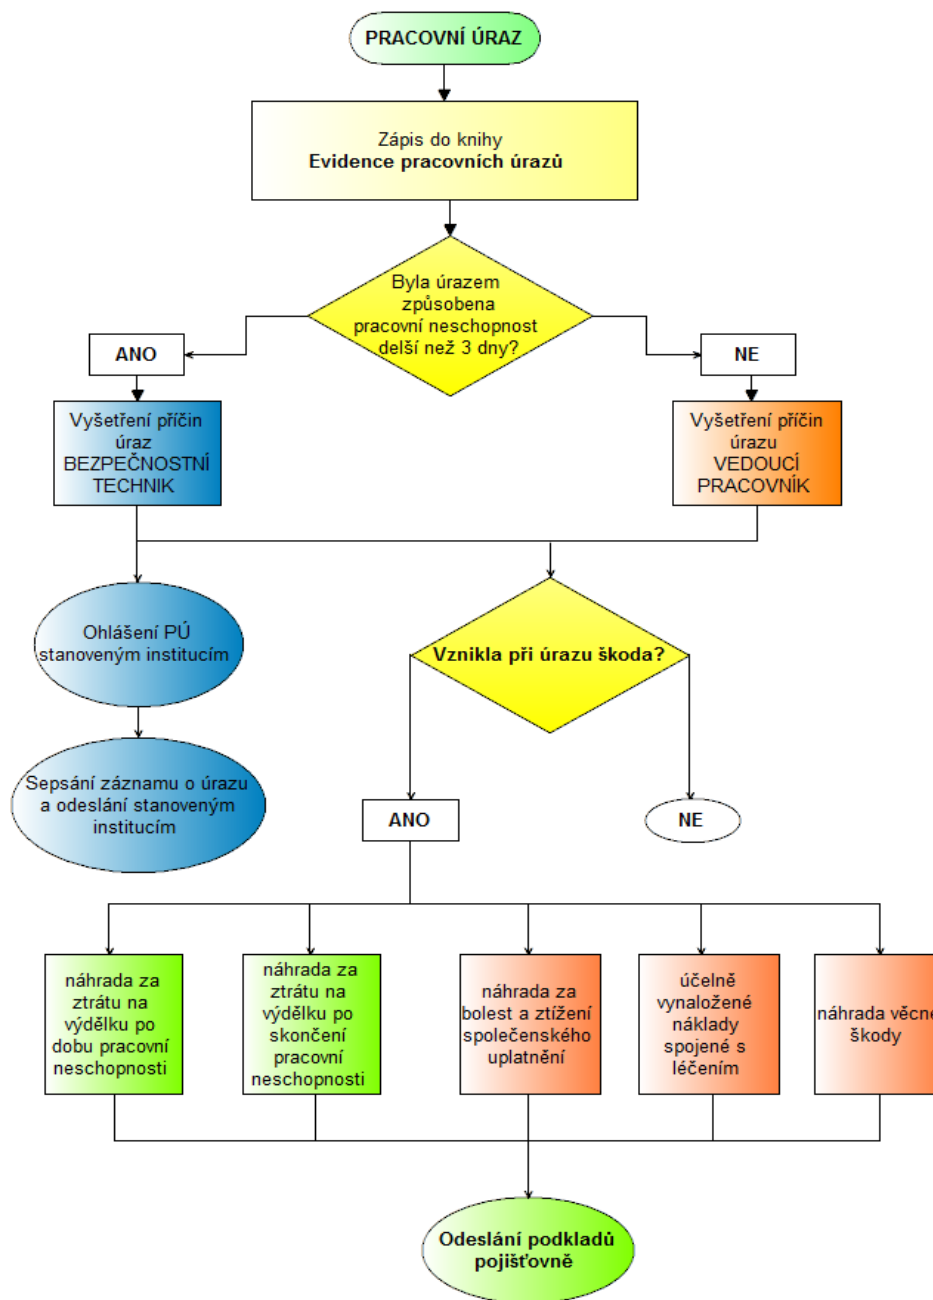 PRACOVNÍ ÚRAZ
Zápis do knihy
Evidence pracovních úrazů
Byla úrazem
způsobena
pracovní neschopnost
delší než 3 dny?
ANO
NE
Vyšetření příčin
úraz
BEZPEČNOSTNÍ
TECHNIK
Vyšetření příčin
úrazu
VEDOUCÍ
PRACOVNÍK
Ohlášení PÚ
stanoveným institucím
Vznikla při úrazu škoda?
Sepsání záznamu o úrazu
a odeslání stanoveným
institucím
ANO
NE
náhrada za
ztrátu na
výdělku po
dobu pracovní
neschopnosti
náhrada za
ztrátu na
výdělku po
skončení
pracovní
neschopnosti
náhrada za
bolest a ztížení
společenského
uplatnění
účelně
vynaložené
náklady
spojené s
léčením
náhrada věcné
škody
Odeslání podkladů
pojišťovně